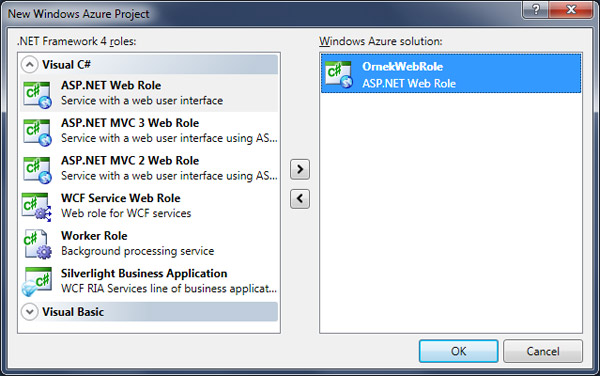 New Windows Azure Project
.NET Framework 4 roles:
Visual C#
ASP.NET Web Role
Service with a web user interface
ASP.NET MVC 3 Web Role
Service with a web user interface using AS...
ASP.NET MVC 2 Web Role
Service with a web user interface using AS...
WCF Service Web Role
Web role for WCF services
Worker Role
Background processing service
Silverlight Business Application
WCF RIA Services line of business applicat...
Visual Basic
Windows Azure solution:
OrnekWebRole
ASP.NET Web Role
OK
Cancel